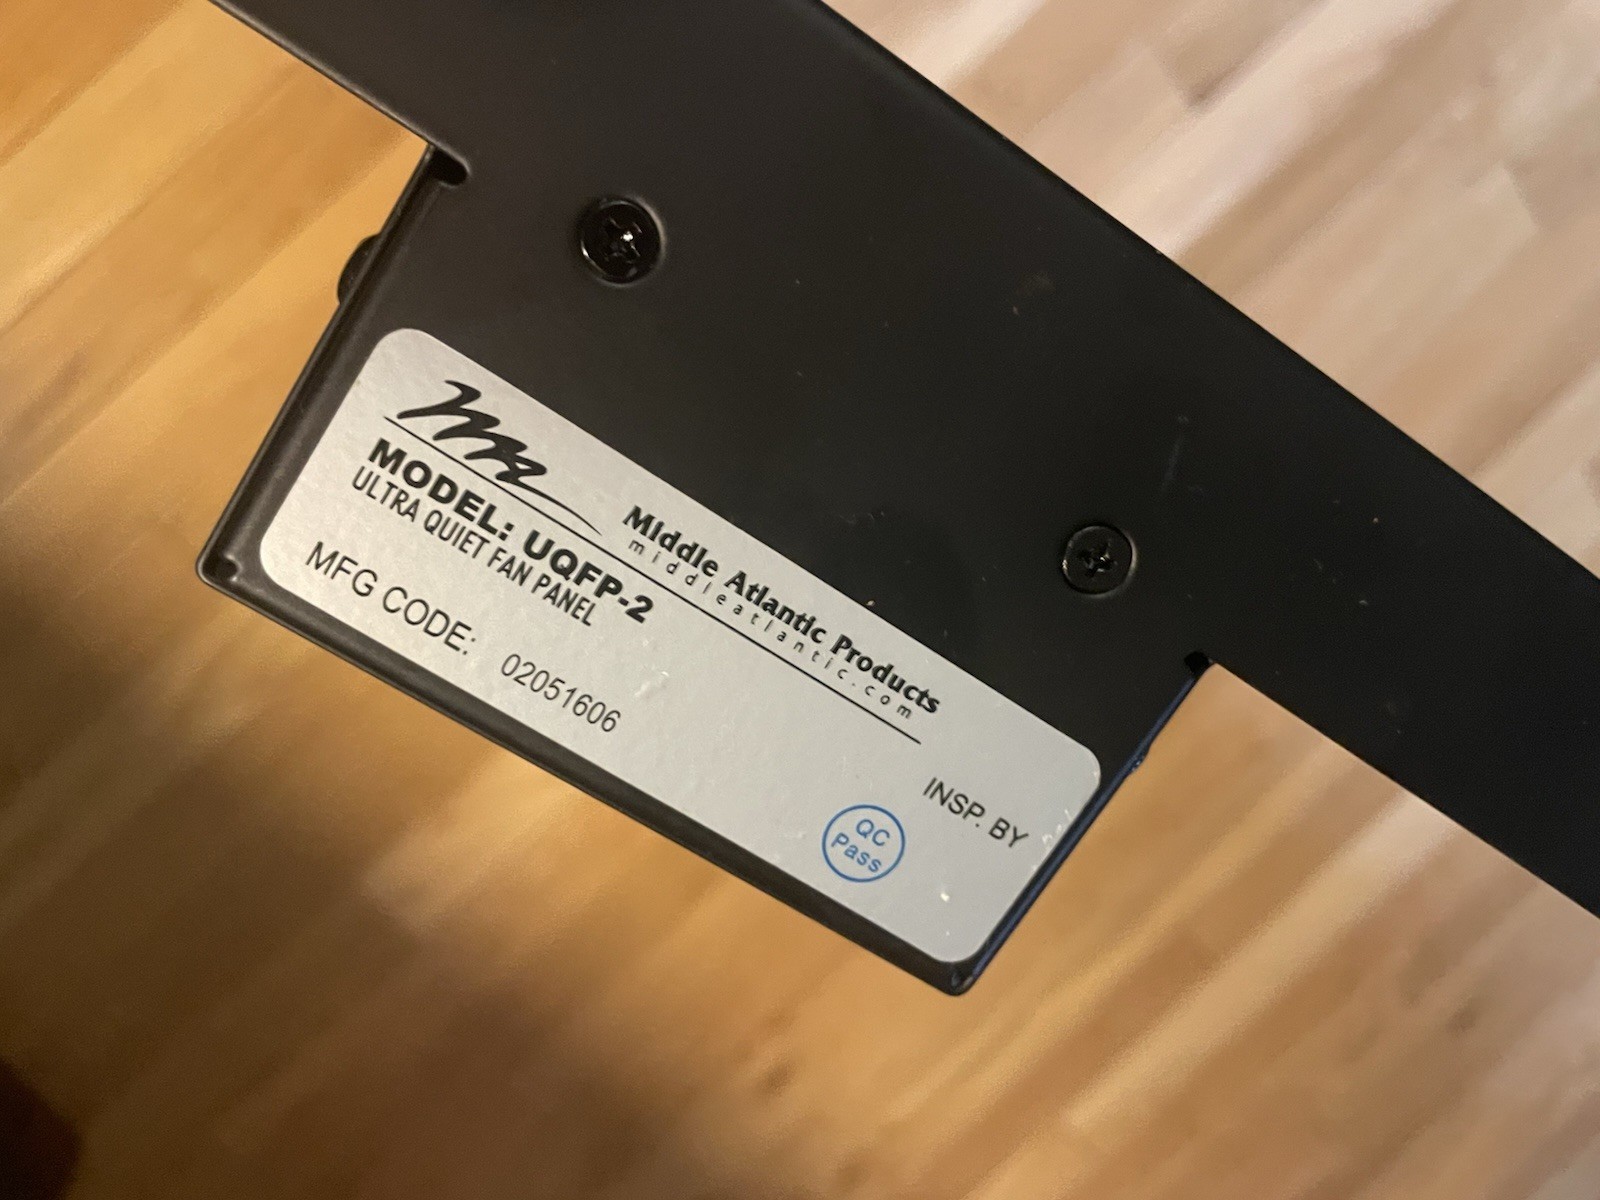 Middle Atlantic Products
middleatlantic.com
MODEL: UQFP-2
ULTRA QUIET FAN PANEL
MFG CODE: 02051606
INSP. BY
QC
Pass